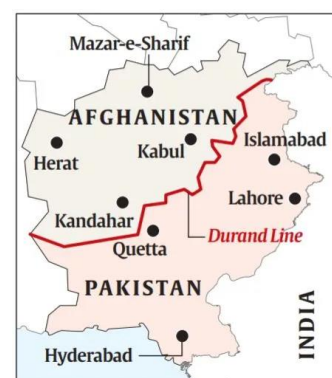 Mazar-e-Sharif
AFGHANISTAN
Islamabad
Kabul
Herat
Lahore
Kandahar
Durand Line
Quetta
PAKISTAN
INDIA
Hyderabad